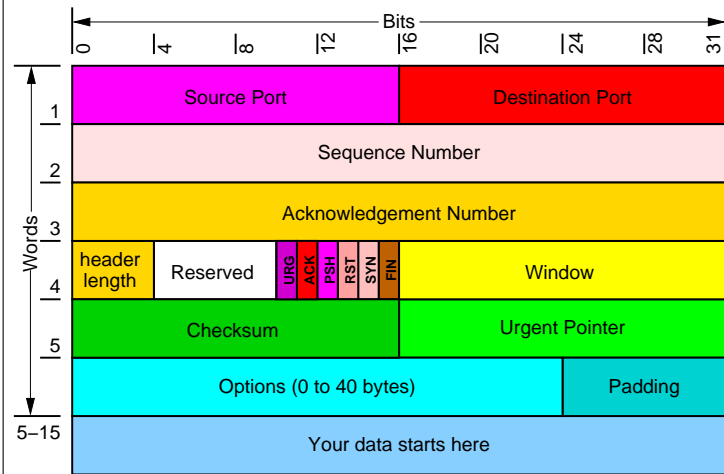 Bits
0 4 8 12 16 20 24 28 31
Words
1
Source Port Destination Port
2
Sequence Number
3
Acknowledgement Number
4
header length Reserved URG ACK PSH RST SYN FIN Window
5
Checksum Urgent Pointer
Options (0 to 40 bytes) Padding
5–15
Your data starts here